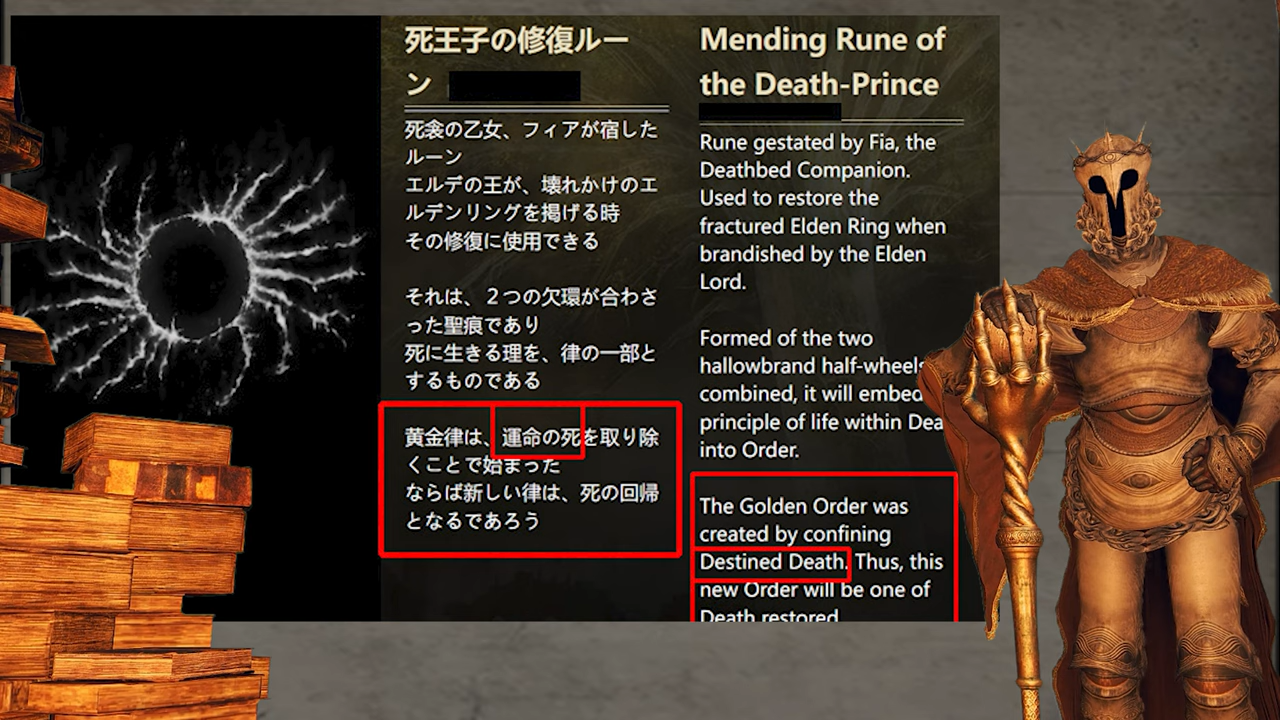 死王子の修復ルー
ン
死衾の乙女、フィアが宿した
ルーン
エルデの王が、壊れかけのエ
ルデンリングを掲げる時
その修復に使用できる
それは、２つの欠環が合わさ
った聖痕であり
死に生きる理を、律の一部と
するものである
黄金律は、運命の死を取り除
くことで始まった
ならば新しい律は、死の回帰
となるであろう
Mending Rune of
the Death-Prince
Rune gestated by Fia, the
Deathbed Companion.
Used to restore the
fractured Elden Ring when
brandished by the Elden
Lord.
Formed of the two
hallowbrand half-wheels
combined, it will embed
principle of life within Dea
into Order.
The Golden Order was
created by confining
Destined Death. Thus, this
new Order will be one of
Death restored